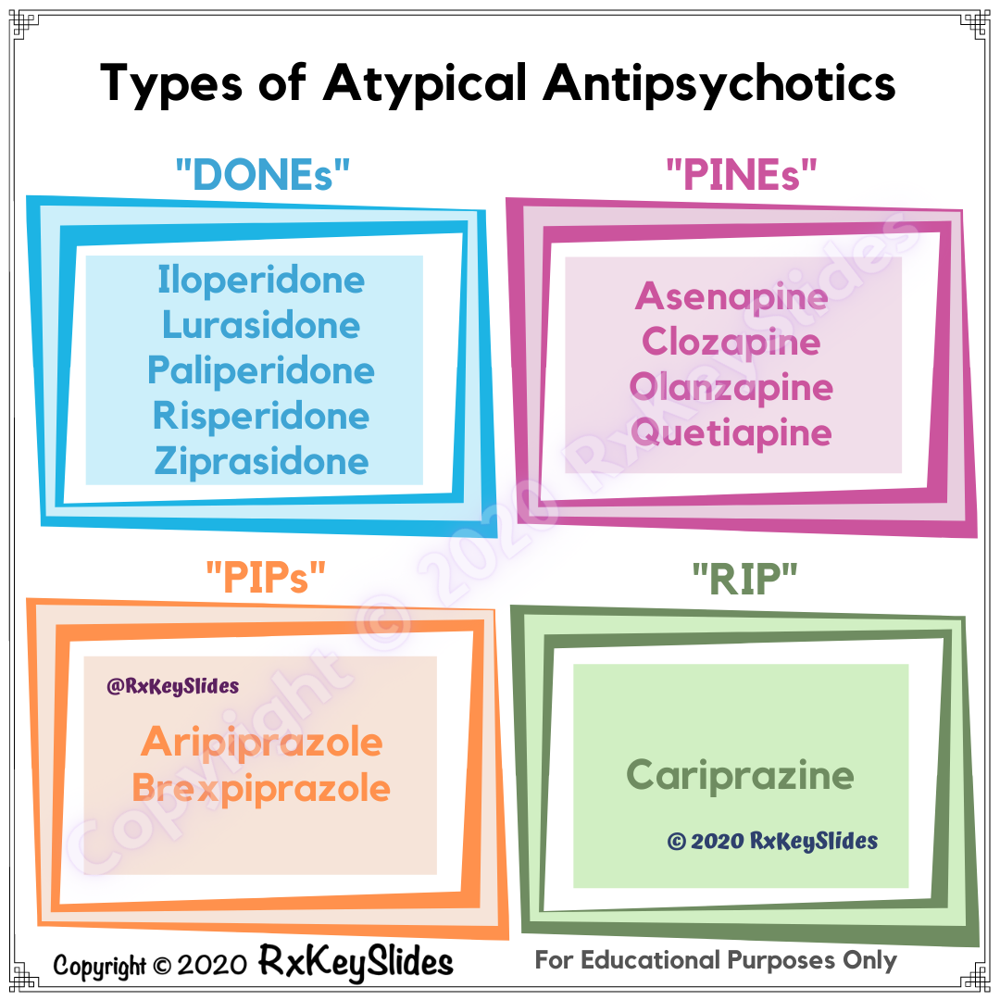 Types of Atypical Antipsychotics
"DONEs"
Iloperidone
Lurasidone
Paliperidone
Risperidone
Ziprasidone
"PINEs"
Asenapine
Clozapine
Olanzapine
Quetiapine
"PIPs"
@RxKeySlides
Aripiprazole
Brexpiprazole
"RIP"
Cariprazine
© 2020 RxKeySlides
Copyright © 2020 RxKeySlides
Copyright © 2020 RxKeySlides
For Educational Purposes Only